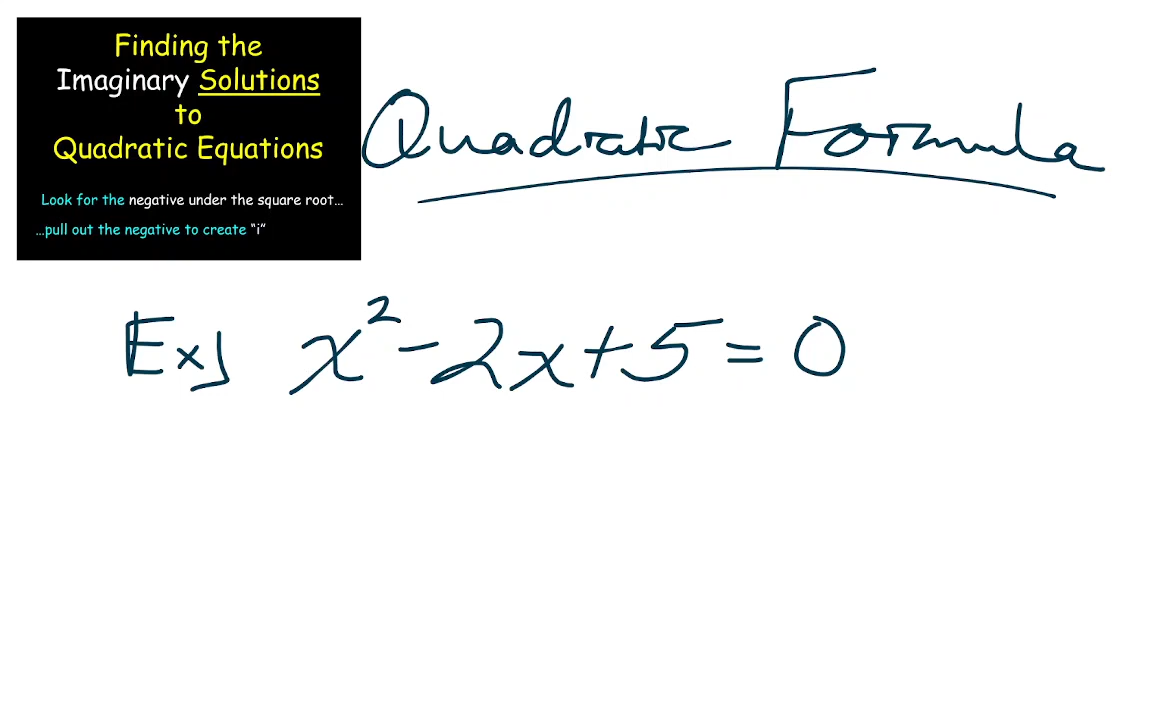 Finding the
Imaginary Solutions
to
Quadratic Equations
Look for the negative under the square root…
…pull out the negative to create "i"
Quadratic Formula
Ex] x² - 2x + 5 = 0